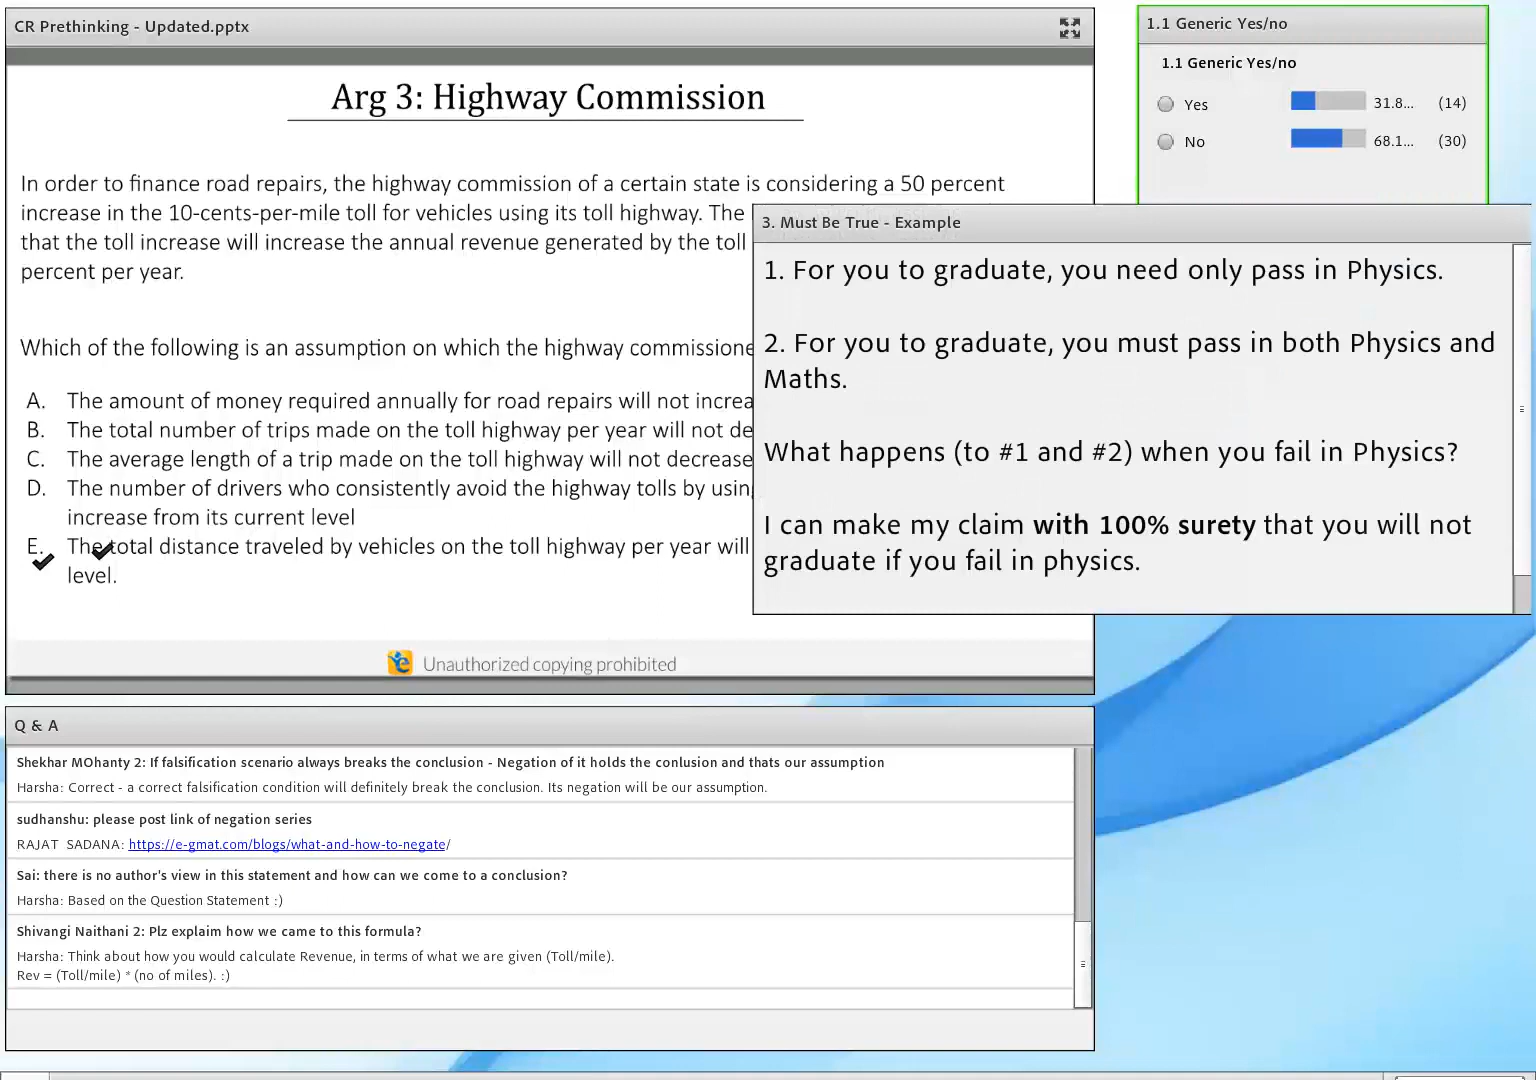 CR Prethinking - Updated.pptx
Arg 3: Highway Commission
In order to finance road repairs, the highway commission of a certain state is considering a 50 percent
increase in the 10-cents-per-mile toll for vehicles using its toll highway. The
that the toll increase will increase the annual revenue generated by the toll
percent per year.
Which of the following is an assumption on which the highway commissione
A. The amount of money required annually for road repairs will not increa
B. The total number of trips made on the toll highway per year will not de
C. The average length of a trip made on the toll highway will not decrease
D. The number of drivers who consistently avoid the highway tolls by usin
increase from its current level
E. The total distance traveled by vehicles on the toll highway per year will
level.
Unauthorized copying prohibited
1.1 Generic Yes/no
1.1 Generic Yes/no
Yes 31.8... (14)
No 68.1... (30)
3. Must Be True - Example
1. For you to graduate, you need only pass in Physics.
2. For you to graduate, you must pass in both Physics and
Maths.
What happens (to #1 and #2) when you fail in Physics?
I can make my claim with 100% surety that you will not
graduate if you fail in physics.
Q & A
Shekhar MOhanty 2: If falsification scenario always breaks the conclusion - Negation of it holds the conlusion and thats our assumption
Harsha: Correct - a correct falsification condition will definitely break the conclusion. Its negation will be our assumption.
sudhanshu: please post link of negation series
RAJAT SADANA: https://e-gmat.com/blogs/what-and-how-to-negate/
Sai: there is no author's view in this statement and how can we come to a conclusion?
Harsha: Based on the Question Statement :)
Shivangi Naithani 2: Plz explaim how we came to this formula?
Harsha: Think about how you would calculate Revenue, in terms of what we are given (Toll/mile).
Rev = (Toll/mile) * (no of miles). :)